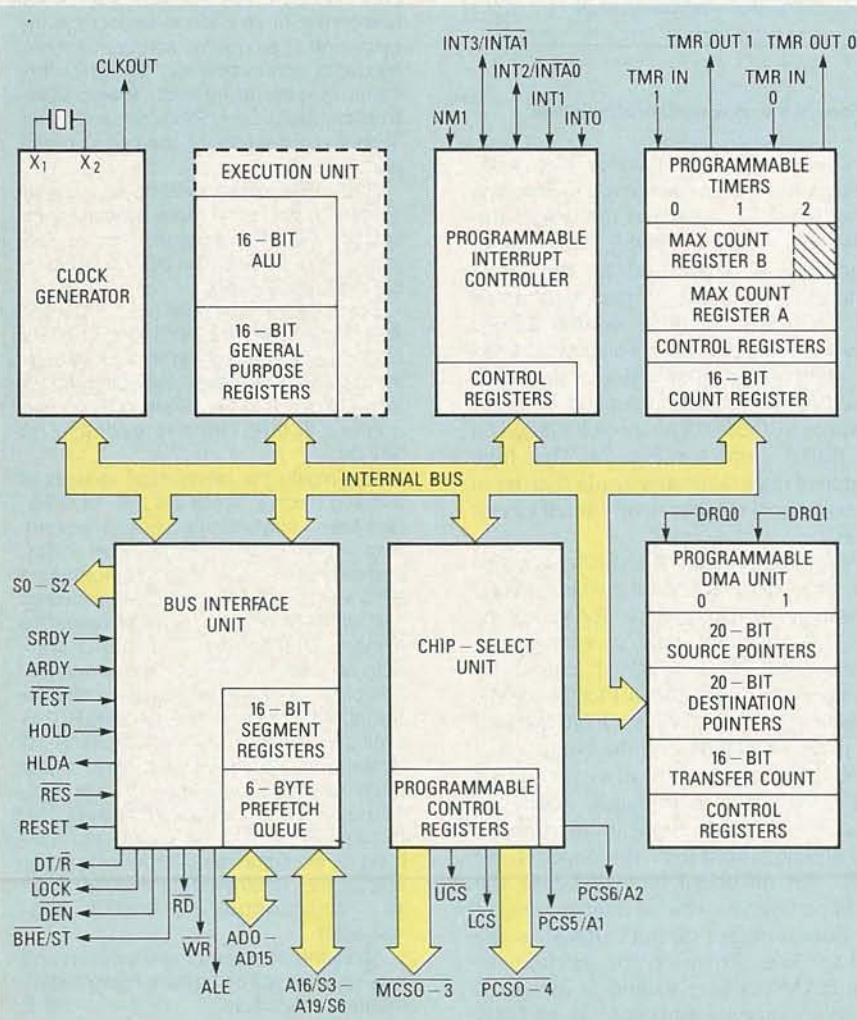 CLKOUT
X1 X2
CLOCK
GENERATOR
EXECUTION UNIT
16–BIT
ALU
16–BIT
GENERAL
PURPOSE
REGISTERS
INT3/INTA1
INT2/INTA0
INT1
NM1
INT0
PROGRAMMABLE
INTERRUPT
CONTROLLER
CONTROL
REGISTERS
TMR OUT 1 TMR OUT 0
TMR IN TMR IN
1 0
PROGRAMMABLE
TIMERS
0 1 2
MAX COUNT
REGISTER B
MAX COUNT
REGISTER A
CONTROL REGISTERS
16–BIT
COUNT REGISTER
INTERNAL BUS
S0–S2
SRDY
ARDY
TEST
HOLD
HLDA
RES
RESET
DT/R
LOCK
DEN
BHE/ST
BUS INTERFACE
UNIT
16–BIT
SEGMENT
REGISTERS
6–BYTE
PREFETCH
QUEUE
RD
WR
ALE
AD0–
AD15
A16/S3–
A19/S6
CHIP–SELECT
UNIT
PROGRAMMABLE
CONTROL
REGISTERS
UCS
LCS
PCS6/A2
PCS5/A1
MCS0–3
PCS0–4
DRQ0 DRQ1
PROGRAMMABLE
DMA UNIT
0 1
20–BIT
SOURCE POINTERS
20–BIT
DESTINATION
POINTERS
16–BIT
TRANSFER COUNT
CONTROL
REGISTERS